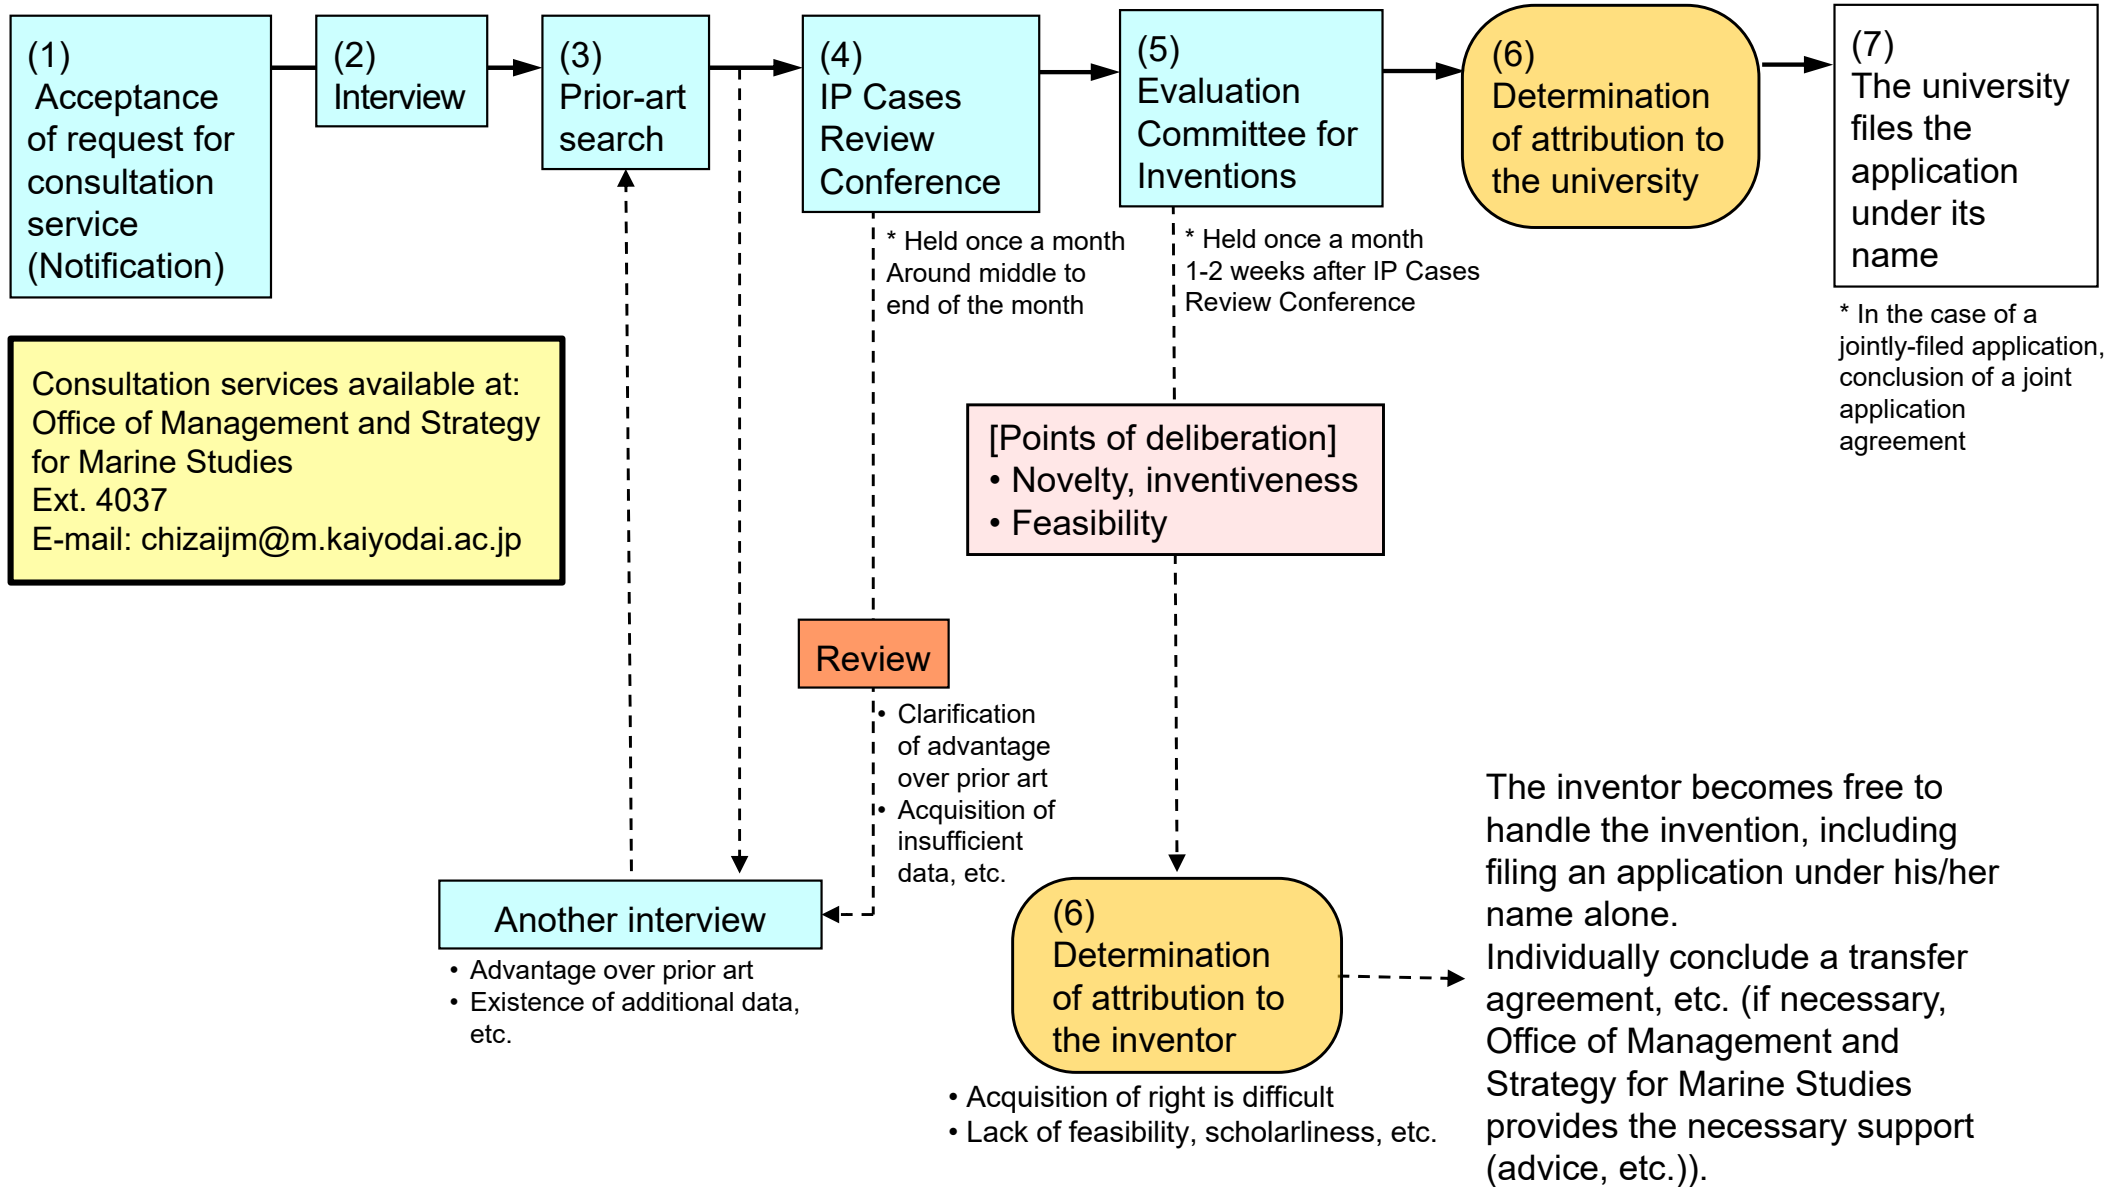 (1)
Acceptance
of request for
consultation
service
(Notification)
(2)
Interview
(3)
Prior-art
search
(4)
IP Cases
Review
Conference
(5)
Evaluation
Committee for
Inventions
(6)
Determination
of attribution to
the university
(7)
The university
files the
application
under its
name
* Held once a month
Around middle to
end of the month
* Held once a month
1-2 weeks after IP Cases
Review Conference
* In the case of a
jointly-filed application,
conclusion of a joint
application
agreement
Consultation services available at:
Office of Management and Strategy
for Marine Studies
Ext. 4037
E-mail: chizaijm@m.kaiyodai.ac.jp
[Points of deliberation]
• Novelty, inventiveness
• Feasibility
Review
• Clarification
of advantage
over prior art
• Acquisition of
insufficient
data, etc.
Another interview
• Advantage over prior art
• Existence of additional data,
etc.
(6)
Determination
of attribution to
the inventor
• Acquisition of right is difficult
• Lack of feasibility, scholarliness, etc.
The inventor becomes free to
handle the invention, including
filing an application under his/her
name alone.
Individually conclude a transfer
agreement, etc. (if necessary,
Office of Management and
Strategy for Marine Studies
provides the necessary support
(advice, etc.)).